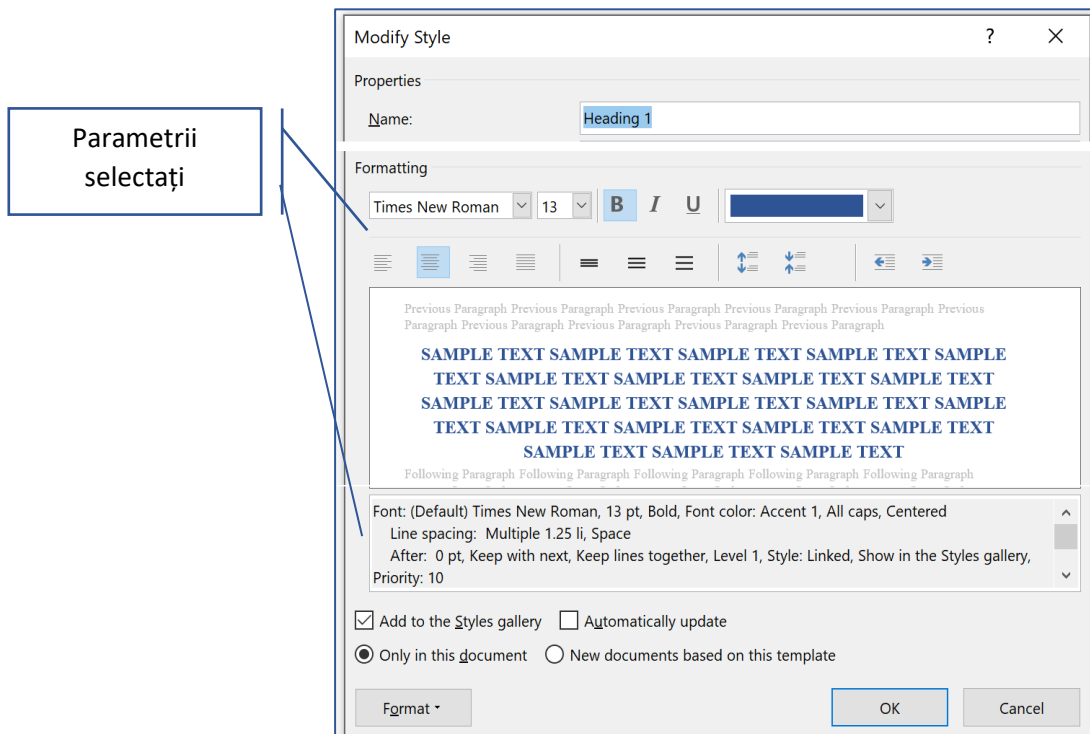 Modify Style
?
Properties
Name:
Heading 1
Parametrii
selectați
Formatting
Times New Roman
13
B
I
U
Previous Paragraph Previous Paragraph Previous Paragraph Previous Paragraph Previous Paragraph Previous
Paragraph Previous Paragraph Previous Paragraph Previous Paragraph Previous Paragraph
SAMPLE TEXT SAMPLE TEXT SAMPLE TEXT SAMPLE TEXT SAMPLE
TEXT SAMPLE TEXT SAMPLE TEXT SAMPLE TEXT SAMPLE TEXT
SAMPLE TEXT SAMPLE TEXT SAMPLE TEXT SAMPLE TEXT SAMPLE
TEXT SAMPLE TEXT SAMPLE TEXT SAMPLE TEXT SAMPLE TEXT
SAMPLE TEXT SAMPLE TEXT SAMPLE TEXT
Following Paragraph Following Paragraph Following Paragraph Following Paragraph Following Paragraph
Font: (Default) Times New Roman, 13 pt, Bold, Font color: Accent 1, All caps, Centered
Line spacing: Multiple 1.25 li, Space
After: 0 pt, Keep with next, Keep lines together, Level 1, Style: Linked, Show in the Styles gallery,
Priority: 10
Add to the Styles gallery
Automatically update
Only in this document
New documents based on this template
Format
OK
Cancel